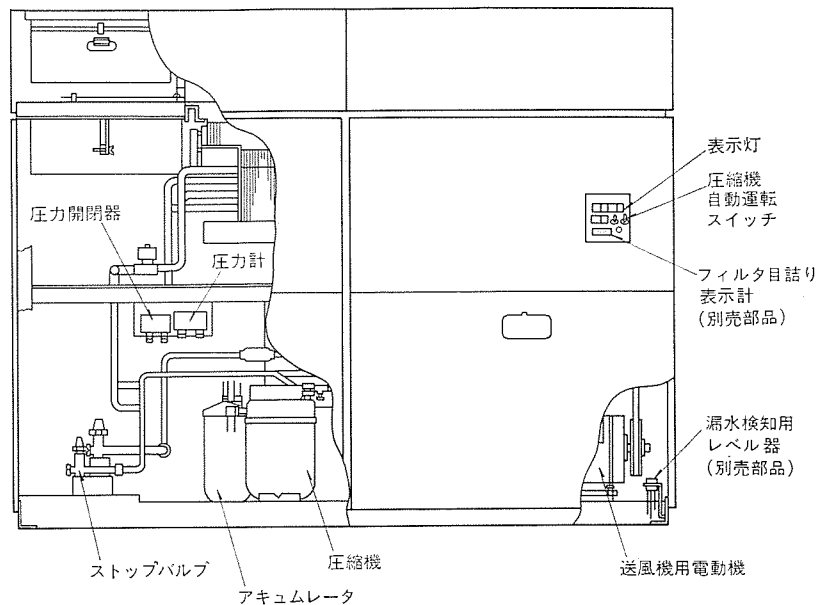 表示灯
圧縮機
自動運転
スイッチ
圧力開閉器
圧力計
フィルタ目詰り
表示計
(別売部品)
漏水検知用
レベル器
(別売部品)
ストップバルブ
圧縮機
アキュムレータ
送風機用電動機